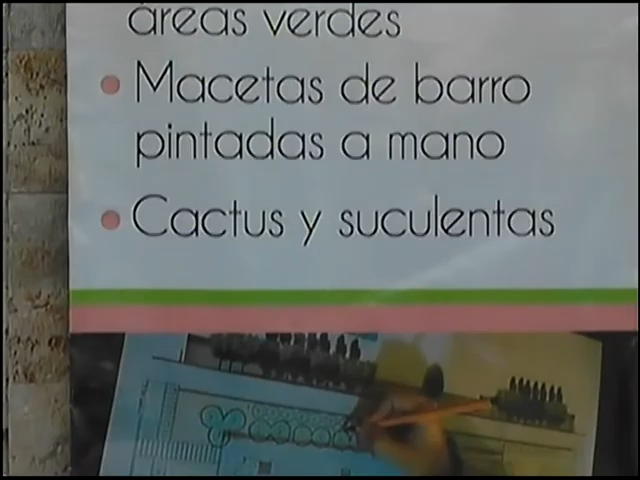 áreas verdes
• Macetas de barro
pintadas a mano
• Cactus y suculentas